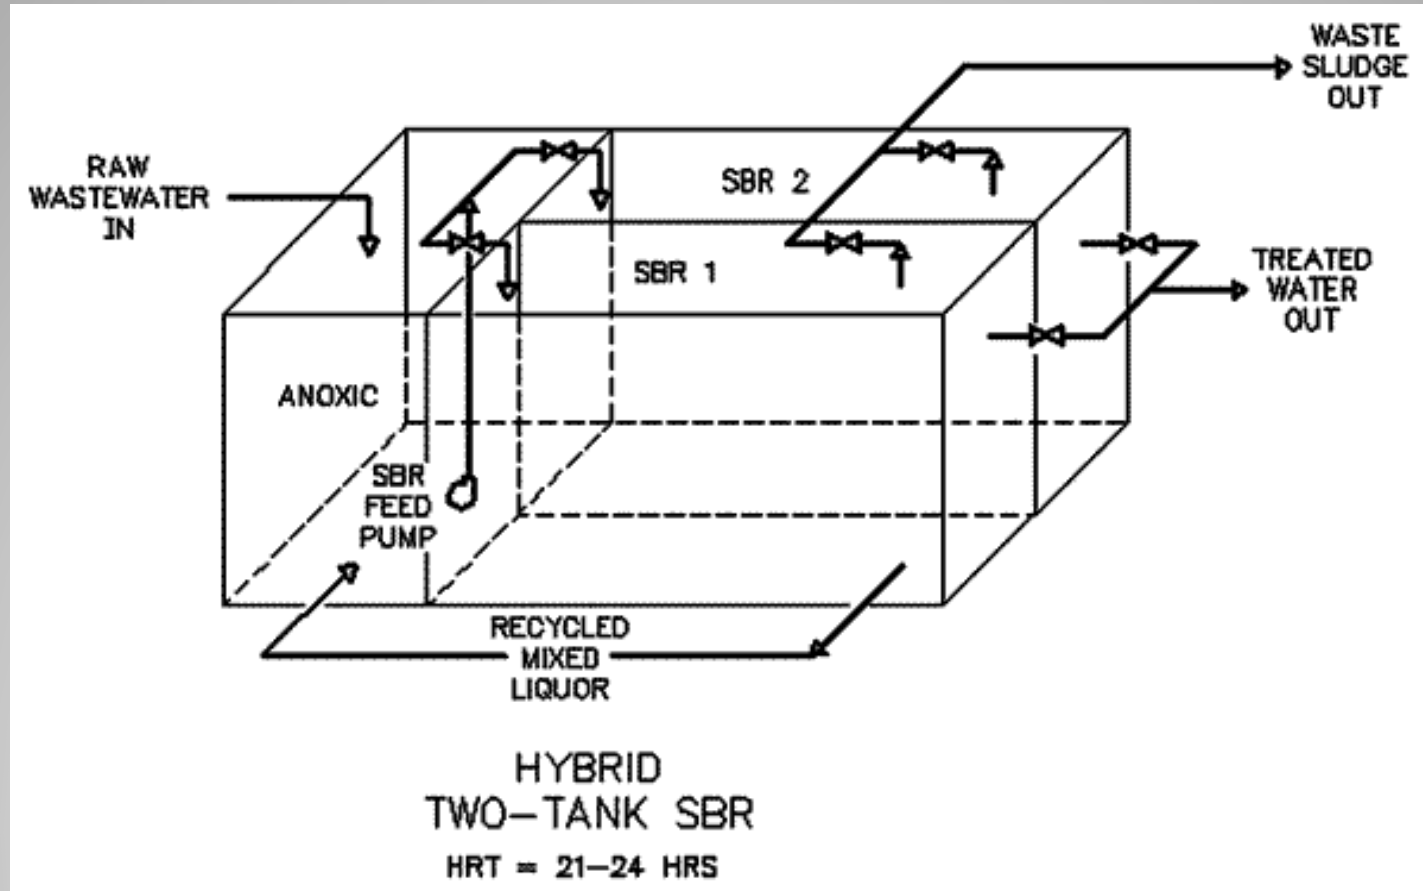 WASTE
SLUDGE
OUT
RAW
WASTEWATER
IN
SBR 2
SBR 1
TREATED
WATER
OUT
ANOXIC
SBR
FEED
PUMP
RECYCLED
MIXED
LIQUOR
HYBRID
TWO-TANK SBR
HRT = 21-24 HRS